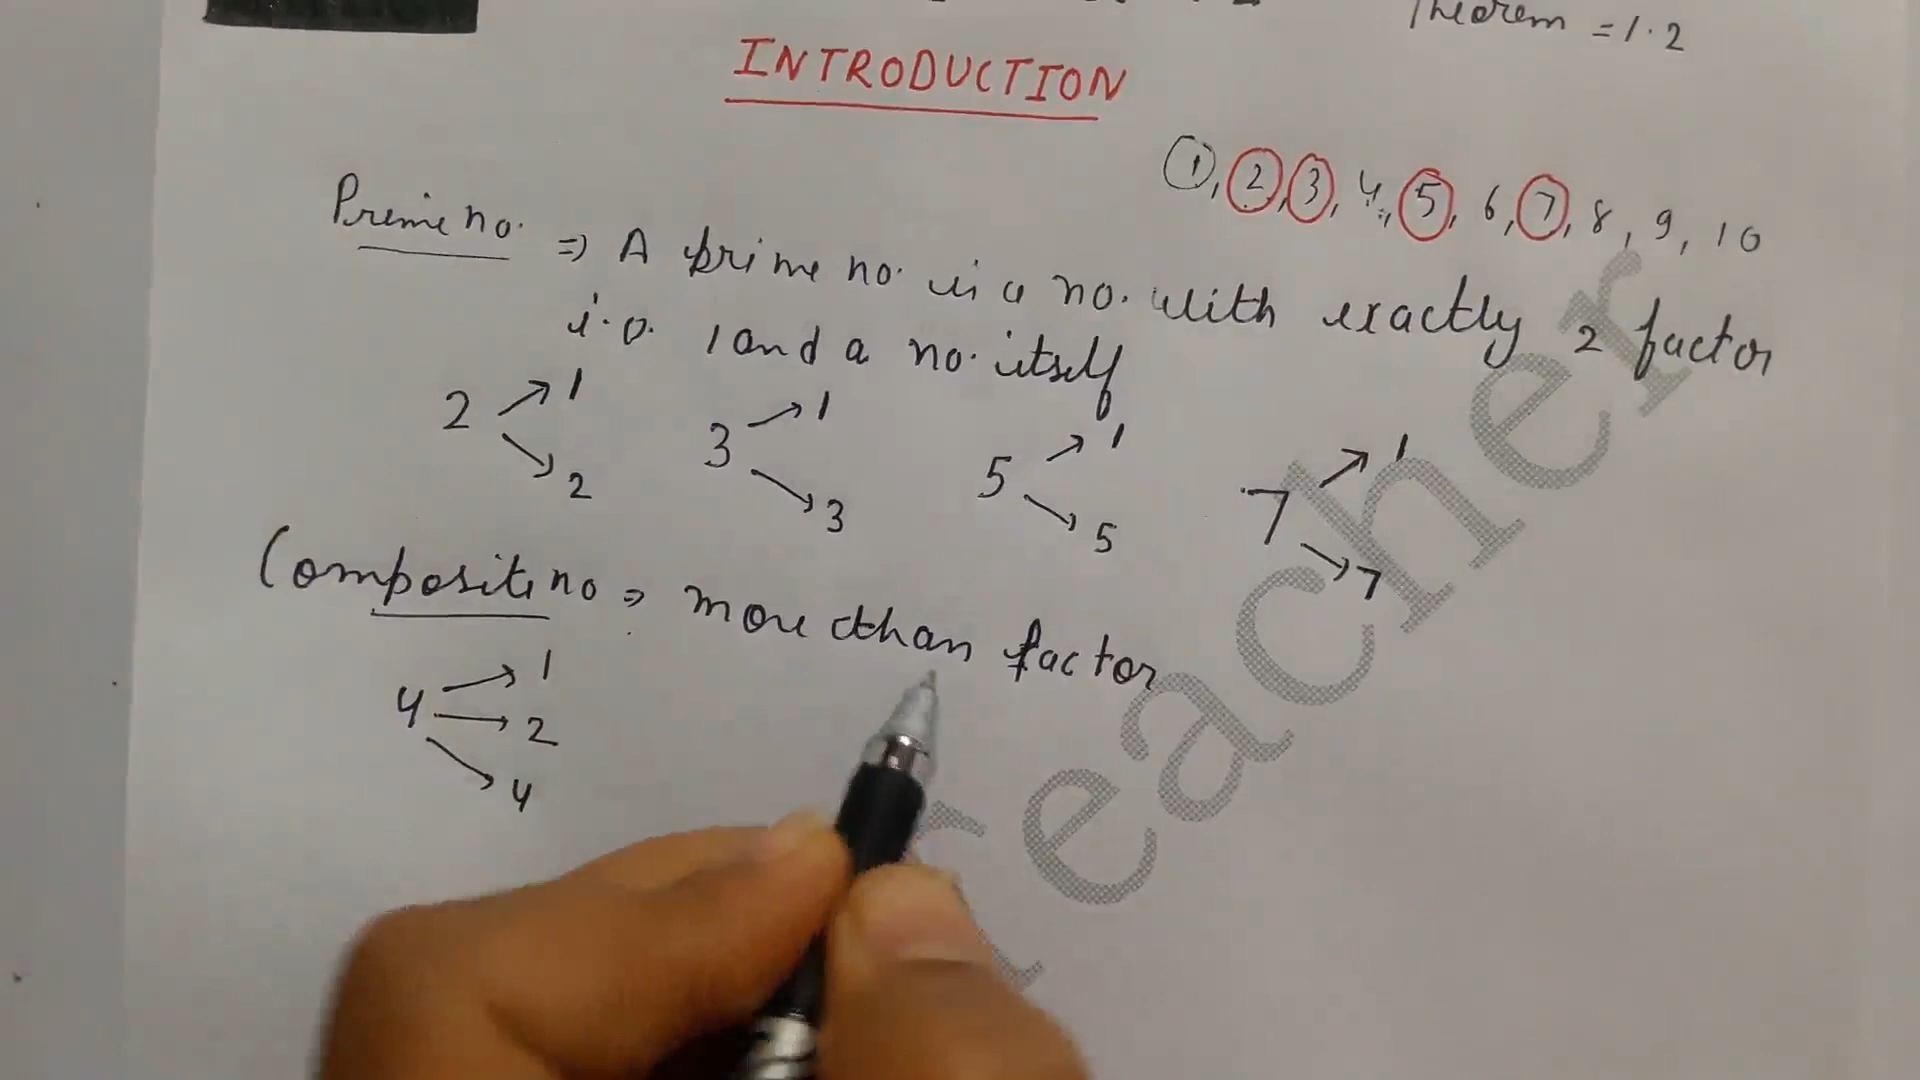 Theorem = 1.2
INTRODUCTION
1, 2, 3, 4, 5, 6, 7, 8, 9, 10
Prime no. ⇒ A prime no. is a no. with exactly 2 factor
i.e. 1 and a no. itself
2 → 1
→ 2
3 → 1
→ 3
5 → 1
→ 5
7 → 1
→ 7
Composite no ⇒ more than factor
4 → 1
→ 2
→ 4
eacher